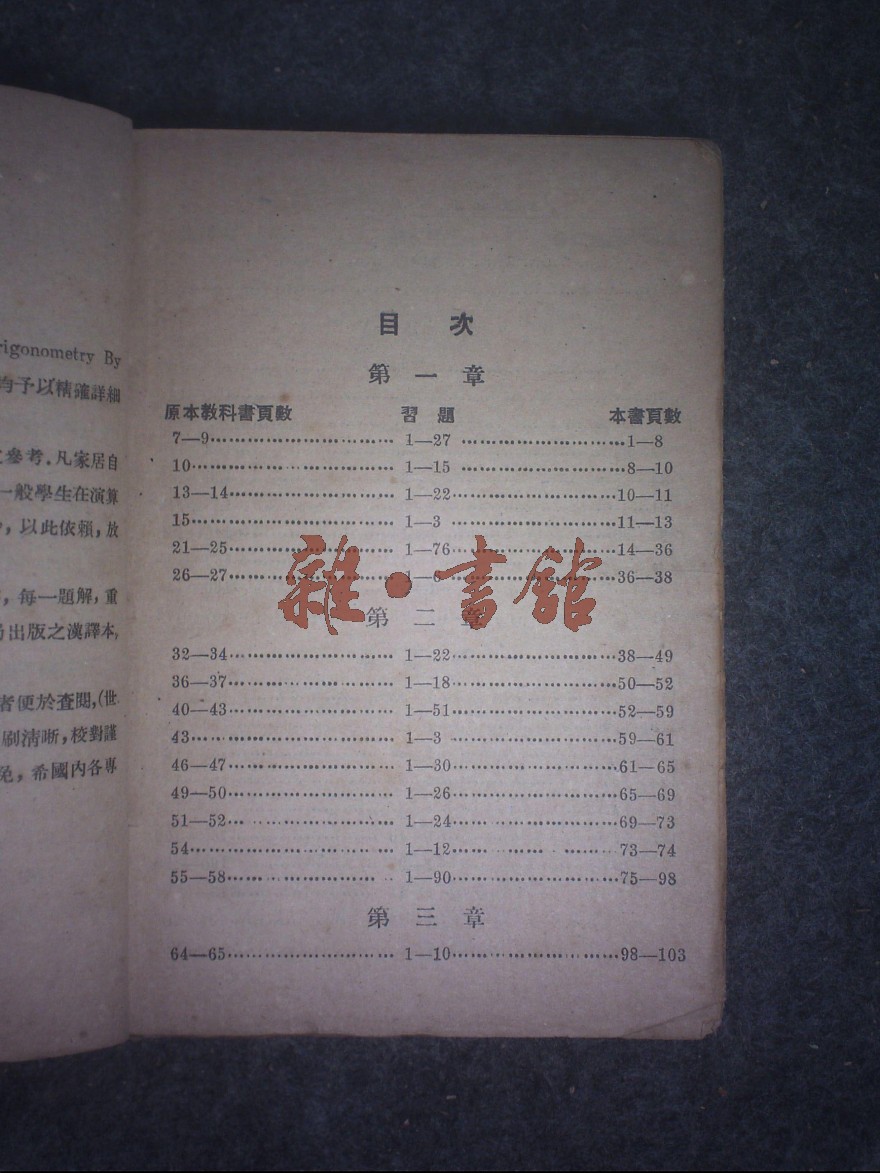 rigonometry By
均予以精確詳細
參考.凡家居自
一般學生在演算
以此依賴,放
每一題解,重
出版之漢譯本,
者便於查閱,(世
刷清晰,校對謹
免,希國內各專
目 次
第 一 章
原本教科書頁數 習 題 本書頁數
7—9 1—27 1—8
10 1—15 8—10
13—14 1—22 10—11
15 1—3 11—13
21—25 1—76 14—36
26—27 1—6 36—38
雜·書館
第 二 章
32—34 1—22 38—49
36—37 1—18 50—52
40—43 1—51 52—59
43 1—3 59—61
46—47 1—30 61—65
49—50 1—26 65—69
51—52 1—24 69—73
54 1—12 73—74
55—58 1—90 75—98
第 三 章
64—65 1—10 98—103